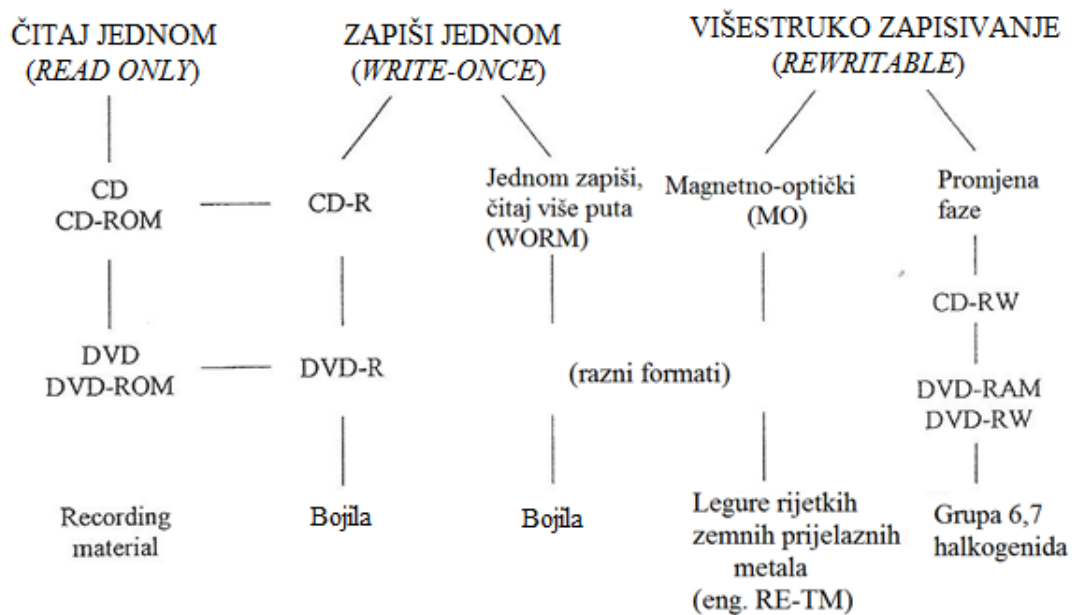 ČITAJ JEDNOM
(READ ONLY)
ZAPIŠI JEDNOM
(WRITE-ONCE)
VIŠESTRUKO ZAPISIVANJE
(REWRITABLE)
CD
CD-ROM
CD-R
Jednom zapiši,
čitaj više puta
(WORM)
Magnetno-optički
(MO)
Promjena
faze
CD-RW
DVD
DVD-ROM
DVD-R
(razni formati)
DVD-RAM
DVD-RW
Recording
material
Bojila
Bojila
Legure rijetkih
zemnih prijelaznih
metala
(eng. RE-TM)
Grupa 6,7
halkogenida